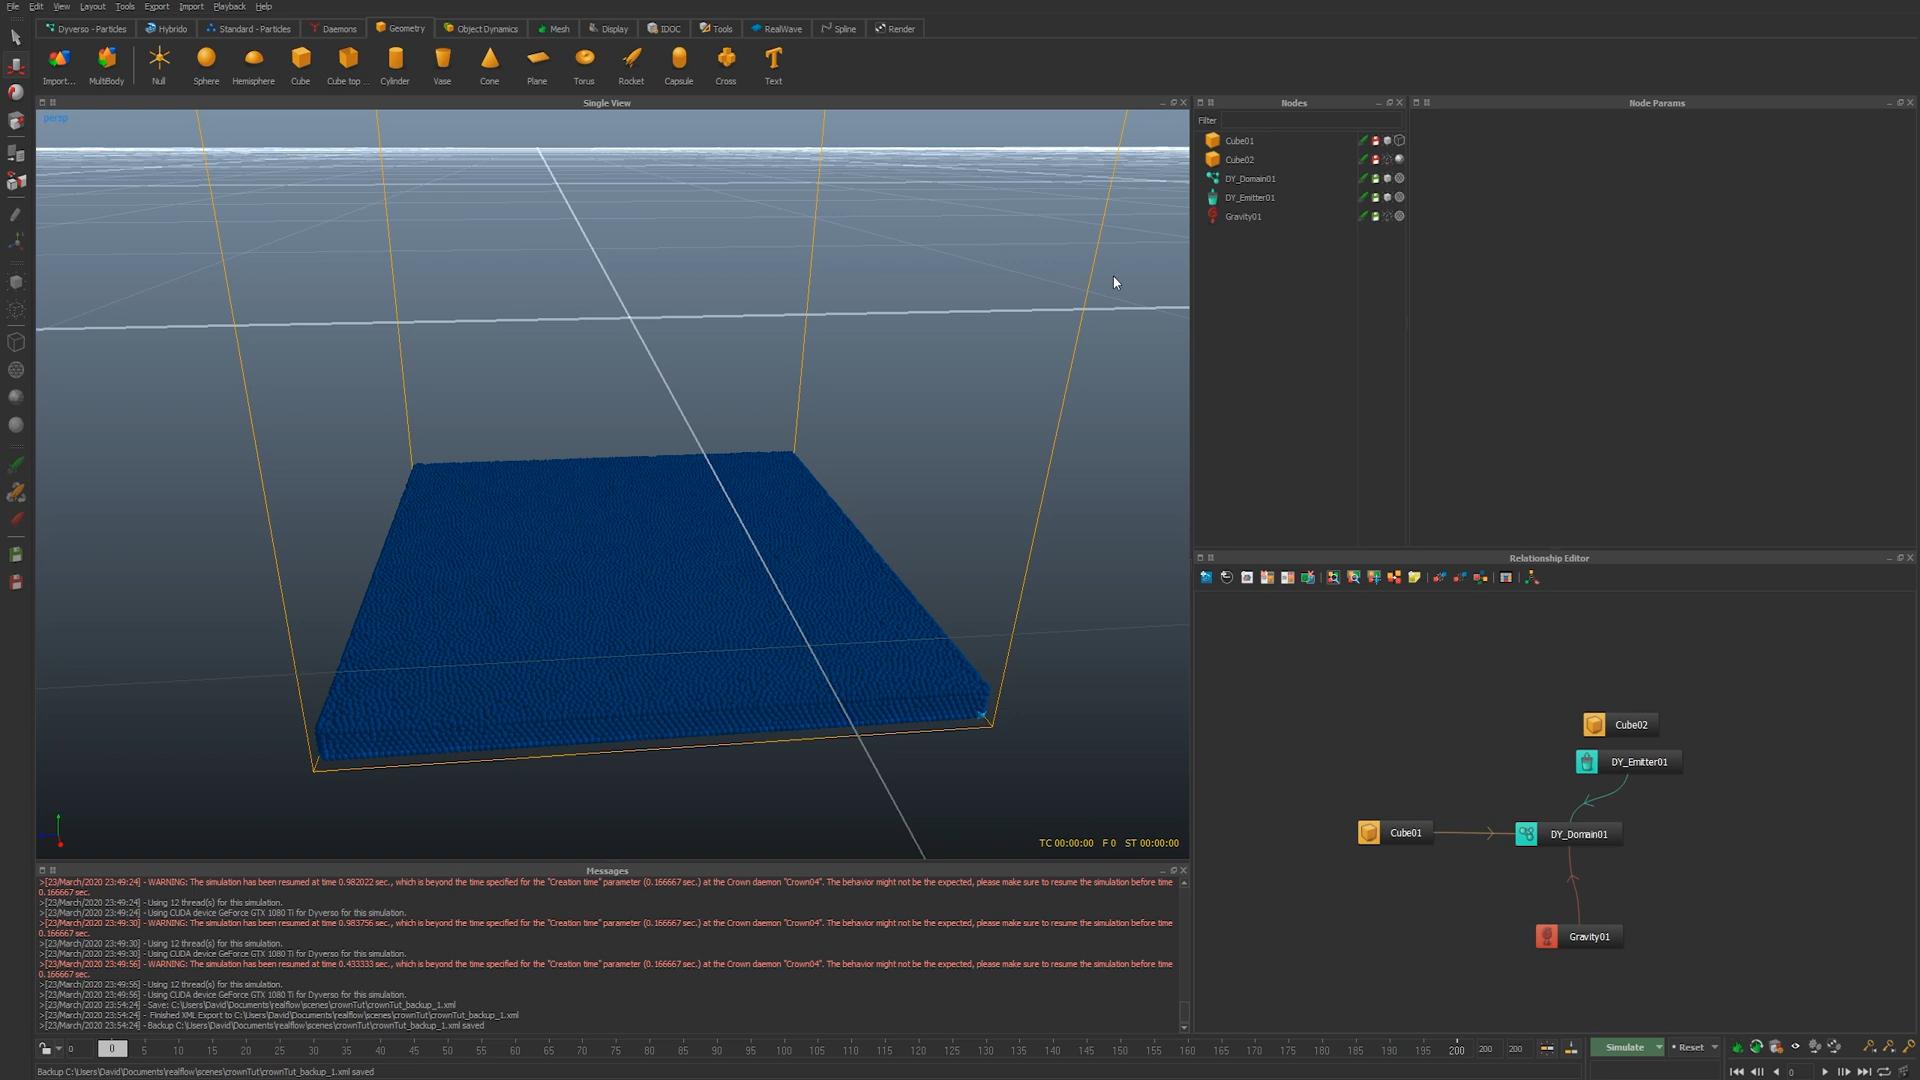 File Edit View Layout Tools Export Import Playback Help
Dyverso - Particles Hybrido Standard - Particles Daemons Geometry Object Dynamics Mesh Display IDOC Tools RealWave Spline Render
Import... MultiBody Null Sphere Hemisphere Cube Cube top ... Cylinder Vase Cone Plane Torus Rocket Capsule Cross Text
Single View
Nodes
Node Params
persp
Filter
Cube01
Cube02
DY_Domain01
DY_Emitter01
Gravity01
TC 00:00:00 F 0 ST 00:00:00
Relationship Editor
Cube02
DY_Emitter01
Cube01
DY_Domain01
Gravity01
Messages
>[23/March/2020 23:49:24] - WARNING: The simulation has been resumed at time 0.982022 sec., which is beyond the time specified for the "Creation time" parameter (0.166667 sec.) at the Crown daemon "Crown04". The behavior might not be the expected, please make sure to resume the simulation before time
0.166667 sec.
>[23/March/2020 23:49:24] - Using 12 thread(s) for this simulation.
>[23/March/2020 23:49:24] - Using CUDA device GeForce GTX 1080 Ti for Dyverso for this simulation.
>[23/March/2020 23:49:30] - WARNING: The simulation has been resumed at time 0.983756 sec., which is beyond the time specified for the "Creation time" parameter (0.166667 sec.) at the Crown daemon "Crown04". The behavior might not be the expected, please make sure to resume the simulation before time
0.166667 sec.
>[23/March/2020 23:49:30] - Using 12 thread(s) for this simulation.
>[23/March/2020 23:49:30] - Using CUDA device GeForce GTX 1080 Ti for Dyverso for this simulation.
>[23/March/2020 23:49:56] - WARNING: The simulation has been resumed at time 0.433333 sec., which is beyond the time specified for the "Creation time" parameter (0.166667 sec.) at the Crown daemon "Crown04". The behavior might not be the expected, please make sure to resume the simulation before time
0.166667 sec.
>[23/March/2020 23:49:56] - Using 12 thread(s) for this simulation.
>[23/March/2020 23:49:56] - Using CUDA device GeForce GTX 1080 Ti for Dyverso for this simulation.
>[23/March/2020 23:54:24] - Save: C:\Users\David\Documents\realflow\scenes\crownTut\crownTut_backup_1.xml
>[23/March/2020 23:54:24] - Finished XML Export to C:\Users\David\Documents\realflow\scenes\crownTut\crownTut_backup_1.xml
>[23/March/2020 23:54:24] - Backup C:\Users\David\Documents\realflow\scenes\crownTut\crownTut_backup_1.xml saved
0 0 5 10 15 20 25 30 35 40 45 50 55 60 65 70 75 80 85 90 95 100 105 110 115 120 125 130 135 140 145 150 155 160 165 170 175 180 185 190 195 200 200 200 Simulate Reset
Backup C:\Users\David\Documents\realflow\scenes\crownTut\crownTut_backup_1.xml saved
0